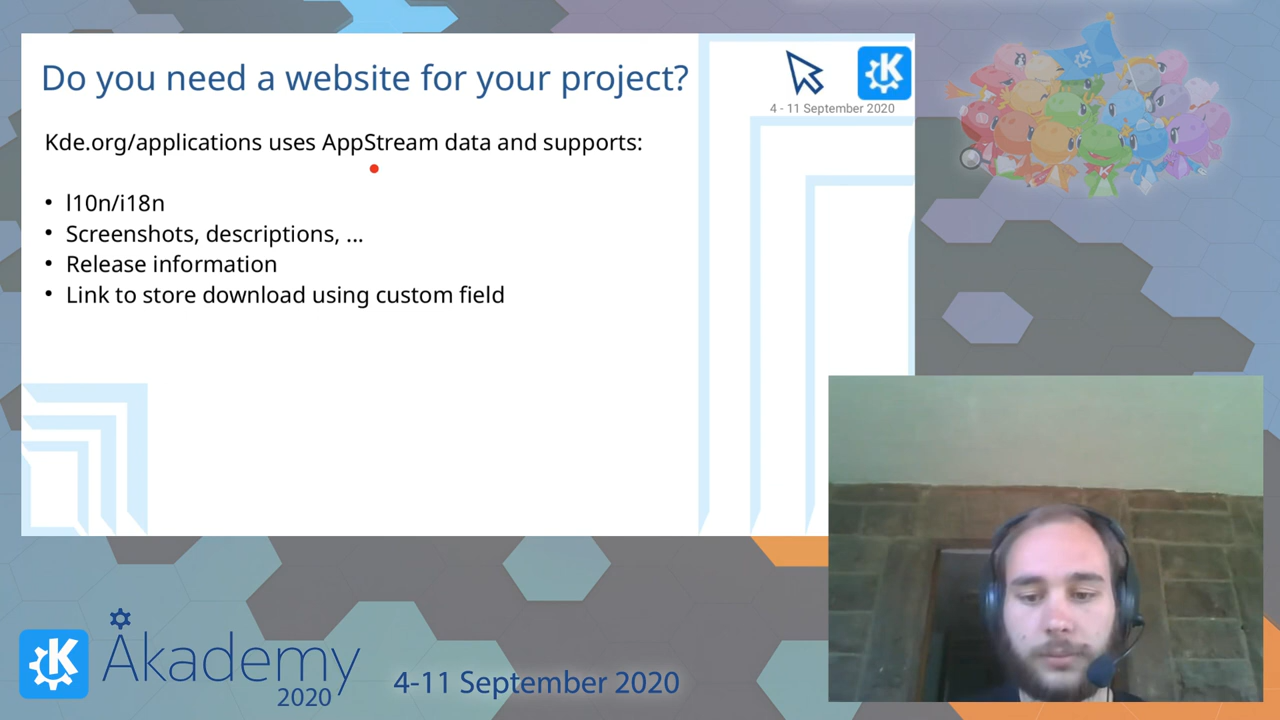 Do you need a website for your project?
4 - 11 September 2020
Kde.org/applications uses AppStream data and supports:
• l10n/i18n
• Screenshots, descriptions, ...
• Release information
• Link to store download using custom field
Akademy
2020
4-11 September 2020